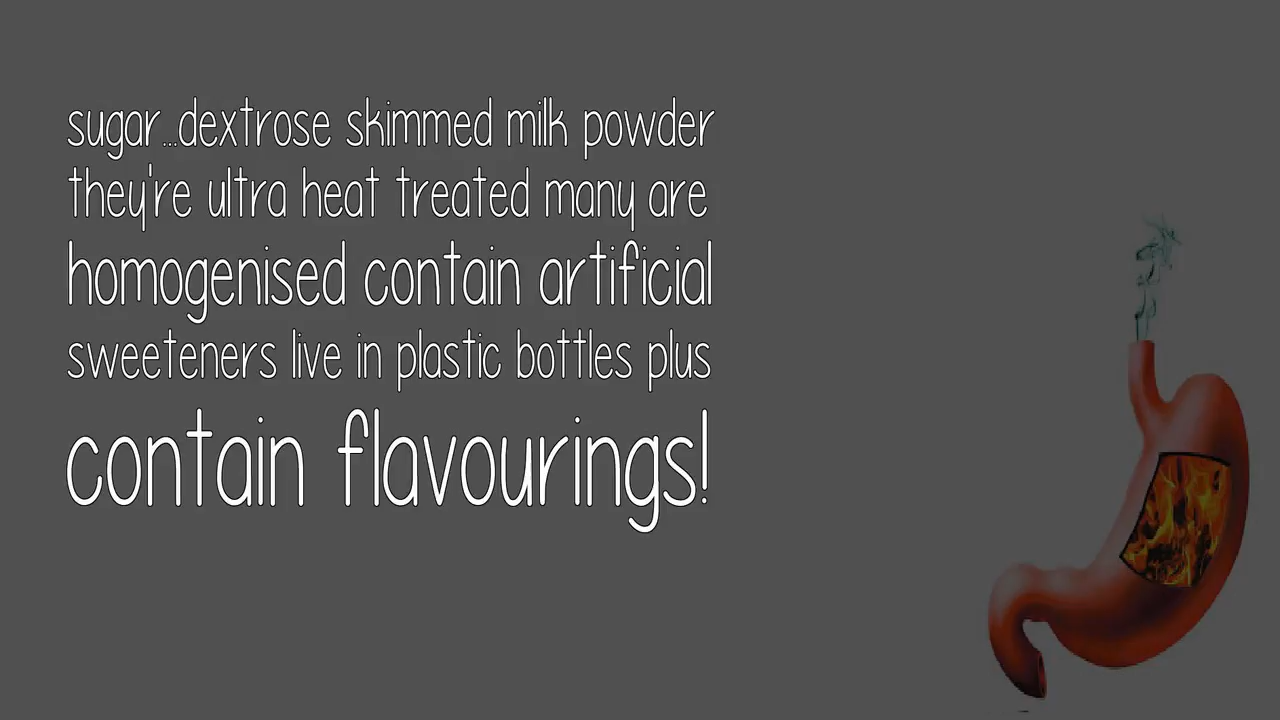 sugar...dextrose skimmed milk powder
they're ultra heat treated many are
homogenised contain artificial
sweeteners live in plastic bottles plus
contain flavourings!